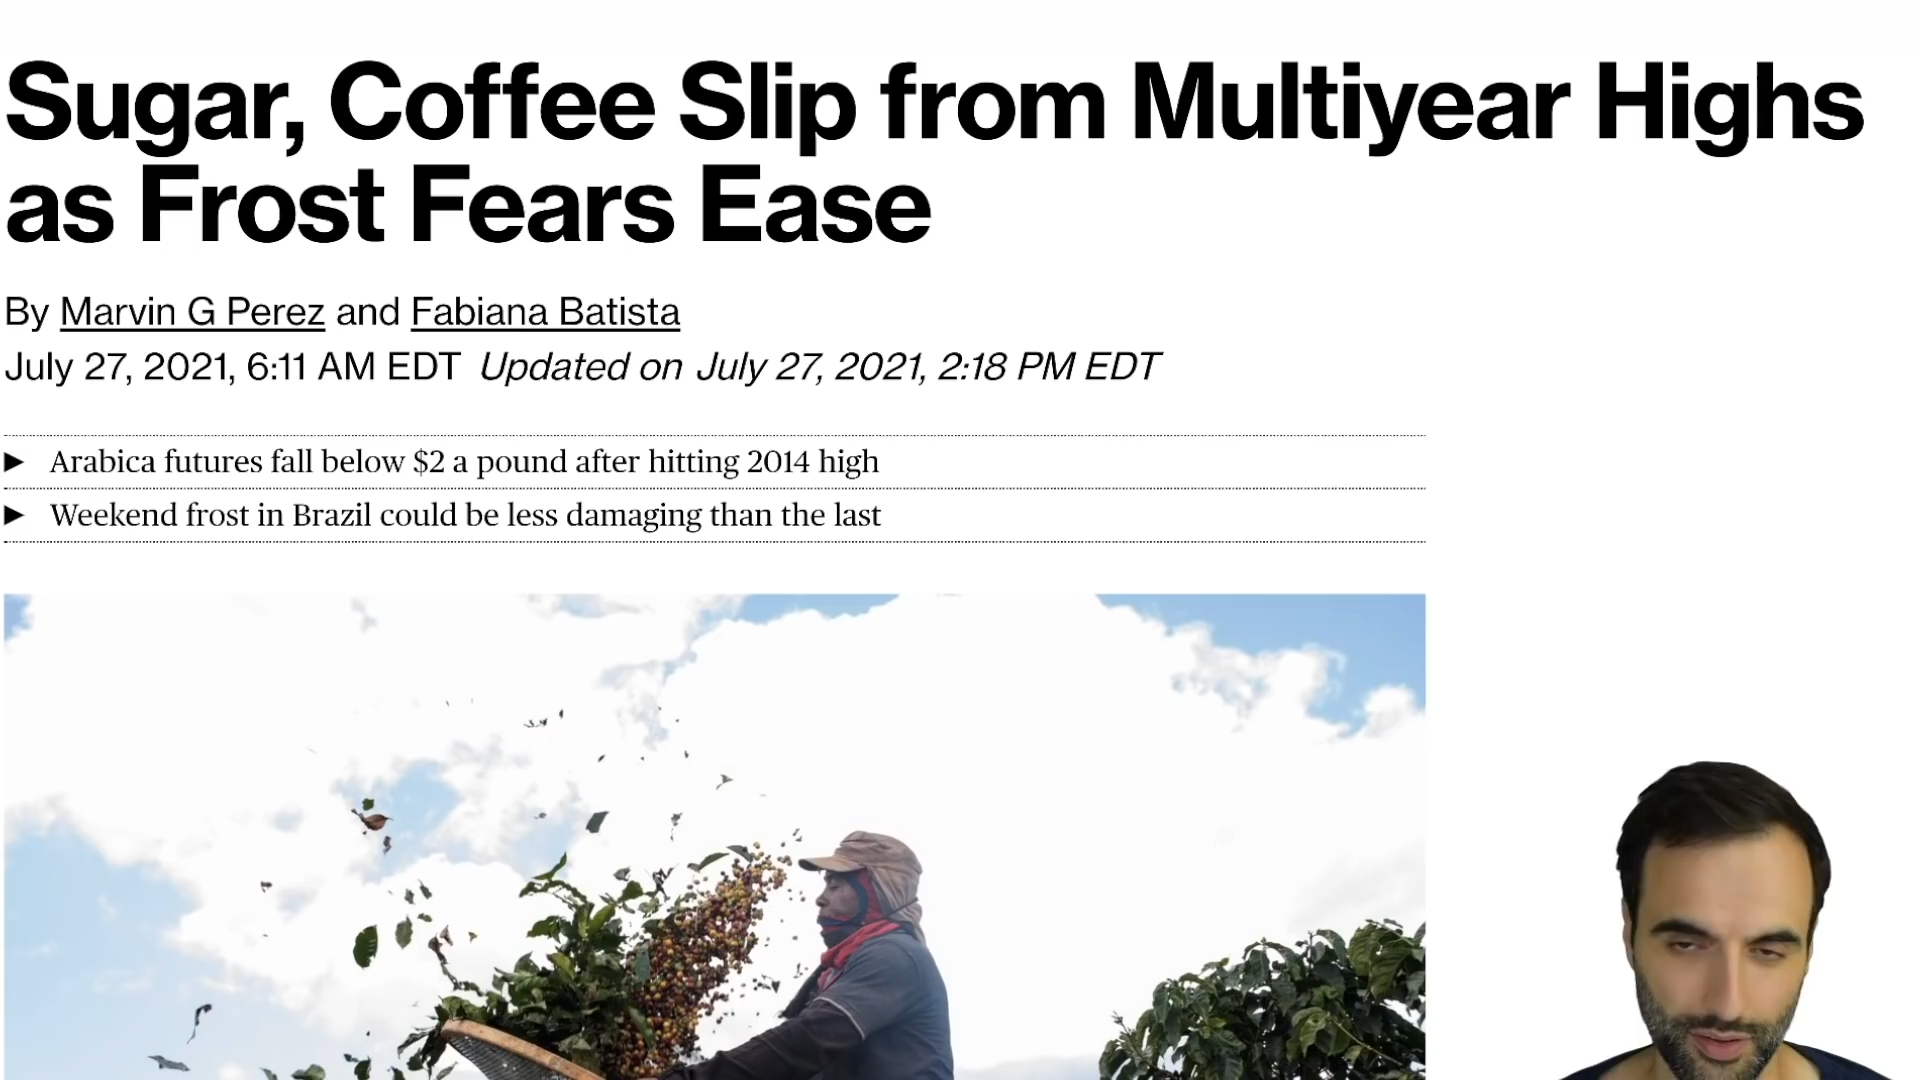 Sugar, Coffee Slip from Multiyear Highs
as Frost Fears Ease
By Marvin G Perez and Fabiana Batista
July 27, 2021, 6:11 AM EDT Updated on July 27, 2021, 2:18 PM EDT
Arabica futures fall below $2 a pound after hitting 2014 high
Weekend frost in Brazil could be less damaging than the last